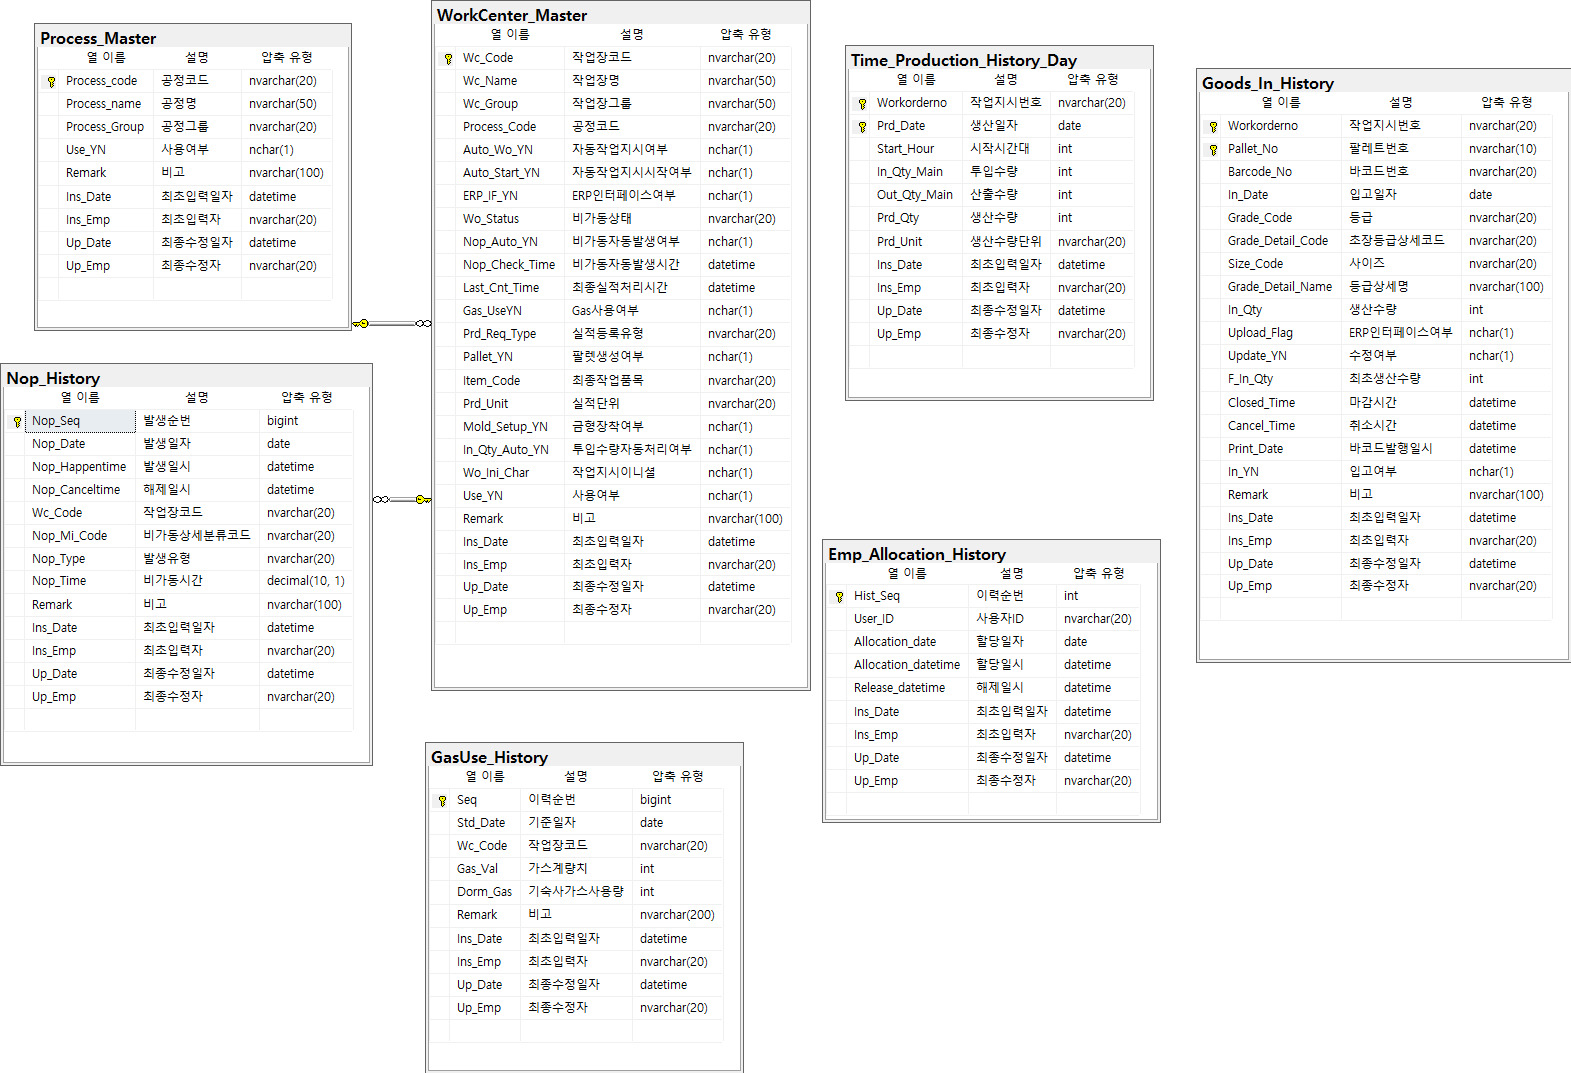 Process_Master
열 이름 설명 압축 유형
Process_code 공정코드 nvarchar(20)
Process_name 공정명 nvarchar(50)
Process_Group 공정그룹 nvarchar(20)
Use_YN 사용여부 nchar(1)
Remark 비고 nvarchar(100)
Ins_Date 최초입력일자 datetime
Ins_Emp 최초입력자 nvarchar(20)
Up_Date 최종수정일자 datetime
Up_Emp 최종수정자 nvarchar(20)
Nop_History
열 이름 설명 압축 유형
Nop_Seq 발생순번 bigint
Nop_Date 발생일자 date
Nop_Happentime 발생일시 datetime
Nop_Canceltime 해제일시 datetime
Wc_Code 작업장코드 nvarchar(20)
Nop_Mi_Code 비가동상세분류코드 nvarchar(20)
Nop_Type 발생유형 nvarchar(20)
Nop_Time 비가동시간 decimal(10, 1)
Remark 비고 nvarchar(100)
Ins_Date 최초입력일자 datetime
Ins_Emp 최초입력자 nvarchar(20)
Up_Date 최종수정일자 datetime
Up_Emp 최종수정자 nvarchar(20)
WorkCenter_Master
열 이름 설명 압축 유형
Wc_Code 작업장코드 nvarchar(20)
Wc_Name 작업장명 nvarchar(50)
Wc_Group 작업장그룹 nvarchar(50)
Process_Code 공정코드 nvarchar(20)
Auto_Wo_YN 자동작업지시여부 nchar(1)
Auto_Start_YN 자동작업지시시작여부 nchar(1)
ERP_IF_YN ERP인터페이스여부 nchar(1)
Wo_Status 비가동상태 nvarchar(20)
Nop_Auto_YN 비가동자동발생여부 nchar(1)
Nop_Check_Time 비가동자동발생시간 datetime
Last_Cnt_Time 최종실적처리시간 datetime
Gas_UseYN Gas사용여부 nchar(1)
Prd_Req_Type 실적등록유형 nvarchar(20)
Pallet_YN 팔렛생성여부 nchar(1)
Item_Code 최종작업품목 nvarchar(20)
Prd_Unit 실적단위 nvarchar(20)
Mold_Setup_YN 금형장착여부 nchar(1)
In_Qty_Auto_YN 투입수량자동처리여부 nchar(1)
Wo_Ini_Char 작업지시이니셜 nchar(1)
Use_YN 사용여부 nchar(1)
Remark 비고 nvarchar(100)
Ins_Date 최초입력일자 datetime
Ins_Emp 최초입력자 nvarchar(20)
Up_Date 최종수정일자 datetime
Up_Emp 최종수정자 nvarchar(20)
GasUse_History
열 이름 설명 압축 유형
Seq 이력순번 bigint
Std_Date 기준일자 date
Wc_Code 작업장코드 nvarchar(20)
Gas_Val 가스계량치 int
Dorm_Gas 기숙사가스사용량 int
Remark 비고 nvarchar(200)
Ins_Date 최초입력일자 datetime
Ins_Emp 최초입력자 nvarchar(20)
Up_Date 최종수정일자 datetime
Up_Emp 최종수정자 nvarchar(20)
Time_Production_History_Day
열 이름 설명 압축 유형
Workorderno 작업지시번호 nvarchar(20)
Prd_Date 생산일자 date
Start_Hour 시작시간대 int
In_Qty_Main 투입수량 int
Out_Qty_Main 산출수량 int
Prd_Qty 생산수량 int
Prd_Unit 생산수량단위 nvarchar(20)
Ins_Date 최초입력일자 datetime
Ins_Emp 최초입력자 nvarchar(20)
Up_Date 최종수정일자 datetime
Up_Emp 최종수정자 nvarchar(20)
Emp_Allocation_History
열 이름 설명 압축 유형
Hist_Seq 이력순번 int
User_ID 사용자ID nvarchar(20)
Allocation_date 할당일자 date
Allocation_datetime 할당일시 datetime
Release_datetime 해제일시 datetime
Ins_Date 최초입력일자 datetime
Ins_Emp 최초입력자 nvarchar(20)
Up_Date 최종수정일자 datetime
Up_Emp 최종수정자 nvarchar(20)
Goods_In_History
열 이름 설명 압축 유형
Workorderno 작업지시번호 nvarchar(20)
Pallet_No 팔레트번호 nvarchar(10)
Barcode_No 바코드번호 nvarchar(20)
In_Date 입고일자 date
Grade_Code 등급 nvarchar(20)
Grade_Detail_Code 초장등급상세코드 nvarchar(20)
Size_Code 사이즈 nvarchar(20)
Grade_Detail_Name 등급상세명 nvarchar(100)
In_Qty 생산수량 int
Upload_Flag ERP인터페이스여부 nchar(1)
Update_YN 수정여부 nchar(1)
F_In_Qty 최초생산수량 int
Closed_Time 마감시간 datetime
Cancel_Time 취소시간 datetime
Print_Date 바코드발행일시 datetime
In_YN 입고여부 nchar(1)
Remark 비고 nvarchar(100)
Ins_Date 최초입력일자 datetime
Ins_Emp 최초입력자 nvarchar(20)
Up_Date 최종수정일자 datetime
Up_Emp 최종수정자 nvarchar(20)